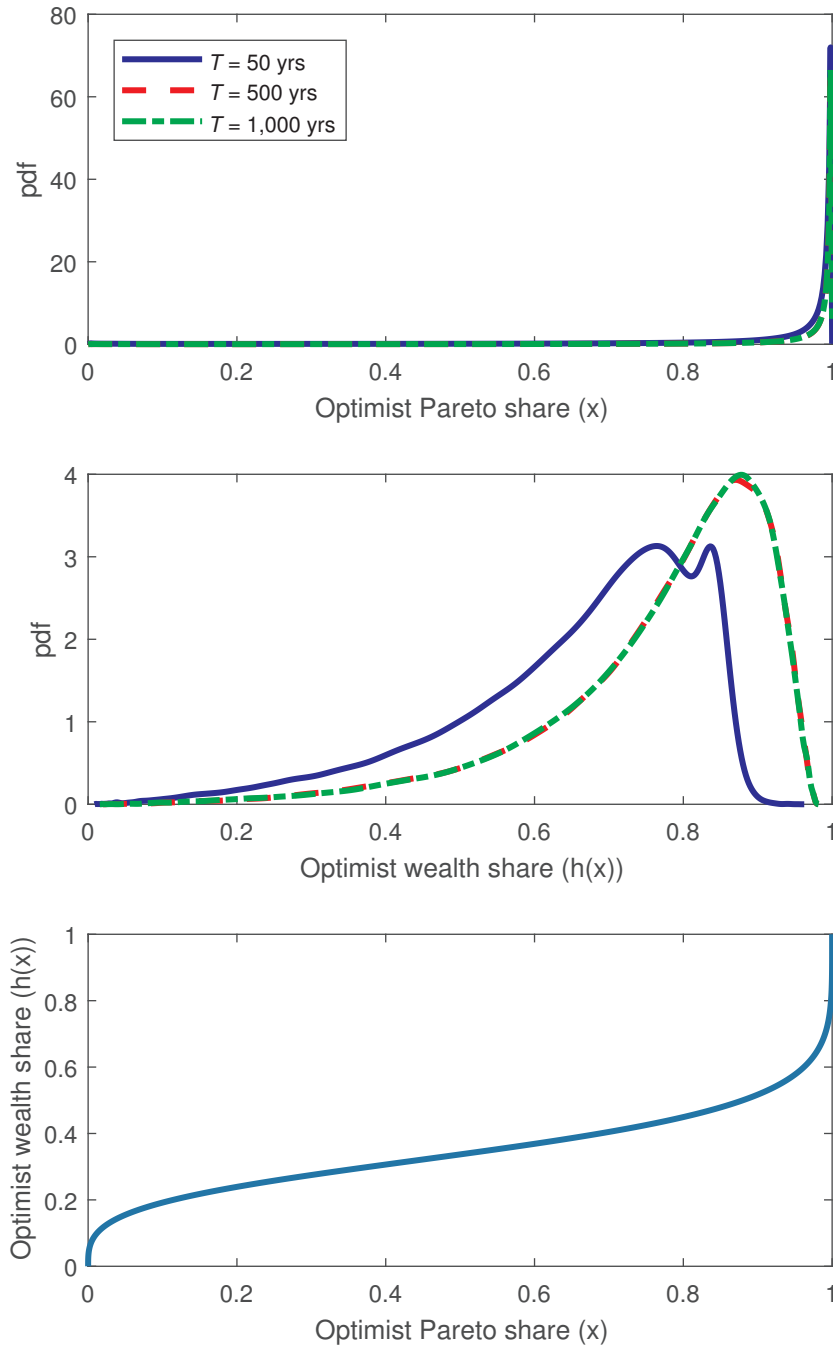 80
60
40
20
0
pdf
T = 50 yrs
T = 500 yrs
T = 1,000 yrs
0 0.2 0.4 0.6 0.8 1
Optimist Pareto share (x)
4
3
2
1
0
pdf
0 0.2 0.4 0.6 0.8 1
Optimist wealth share (h(x))
1
0.8
0.6
0.4
0.2
0
Optimist wealth share (h(x))
0 0.2 0.4 0.6 0.8 1
Optimist Pareto share (x)